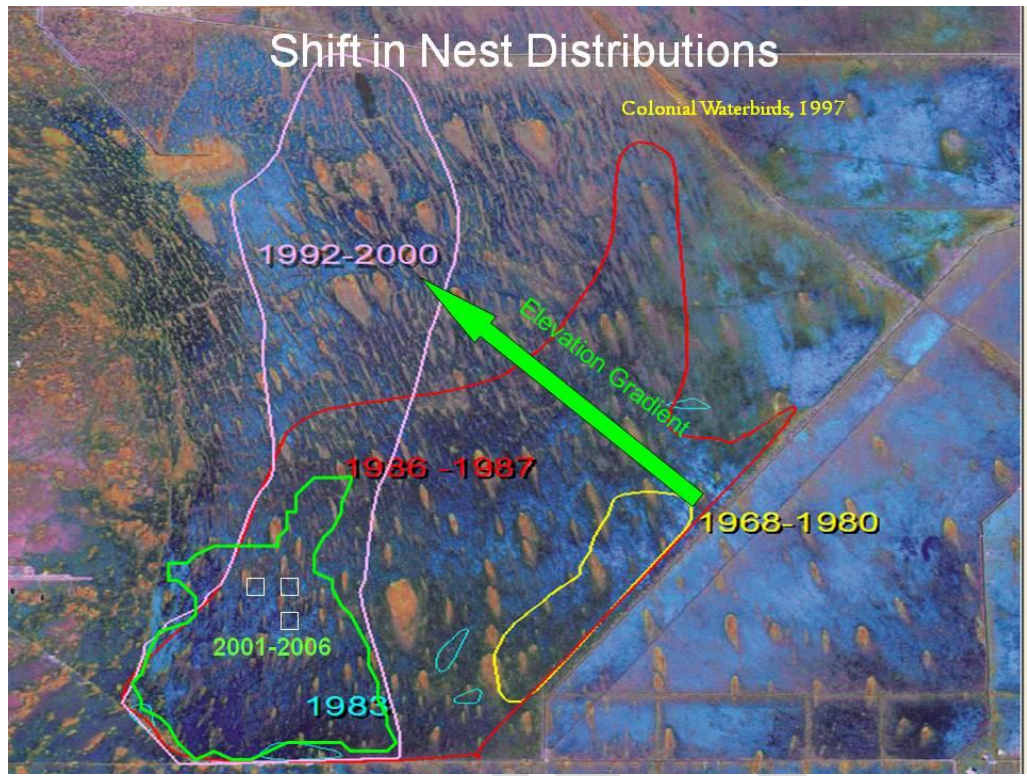 Shift in Nest Distributions
Colonial Waterbirds, 1997
1992-2000
Elevation Gradient
1986 -1987
1968-1980
2001-2006
1983